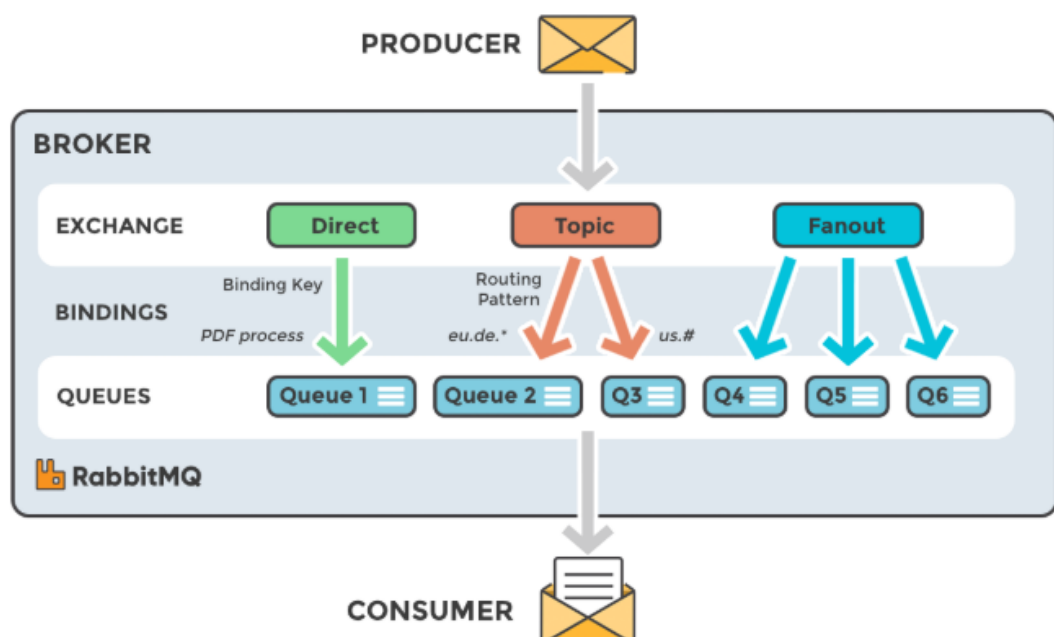 PRODUCER
BROKER
EXCHANGE
Direct
Topic
Fanout
BINDINGS
Binding Key
Routing
Pattern
PDF process
eu.de.*
us.#
QUEUES
Queue 1
Queue 2
Q3
Q4
Q5
Q6
RabbitMQ
CONSUMER